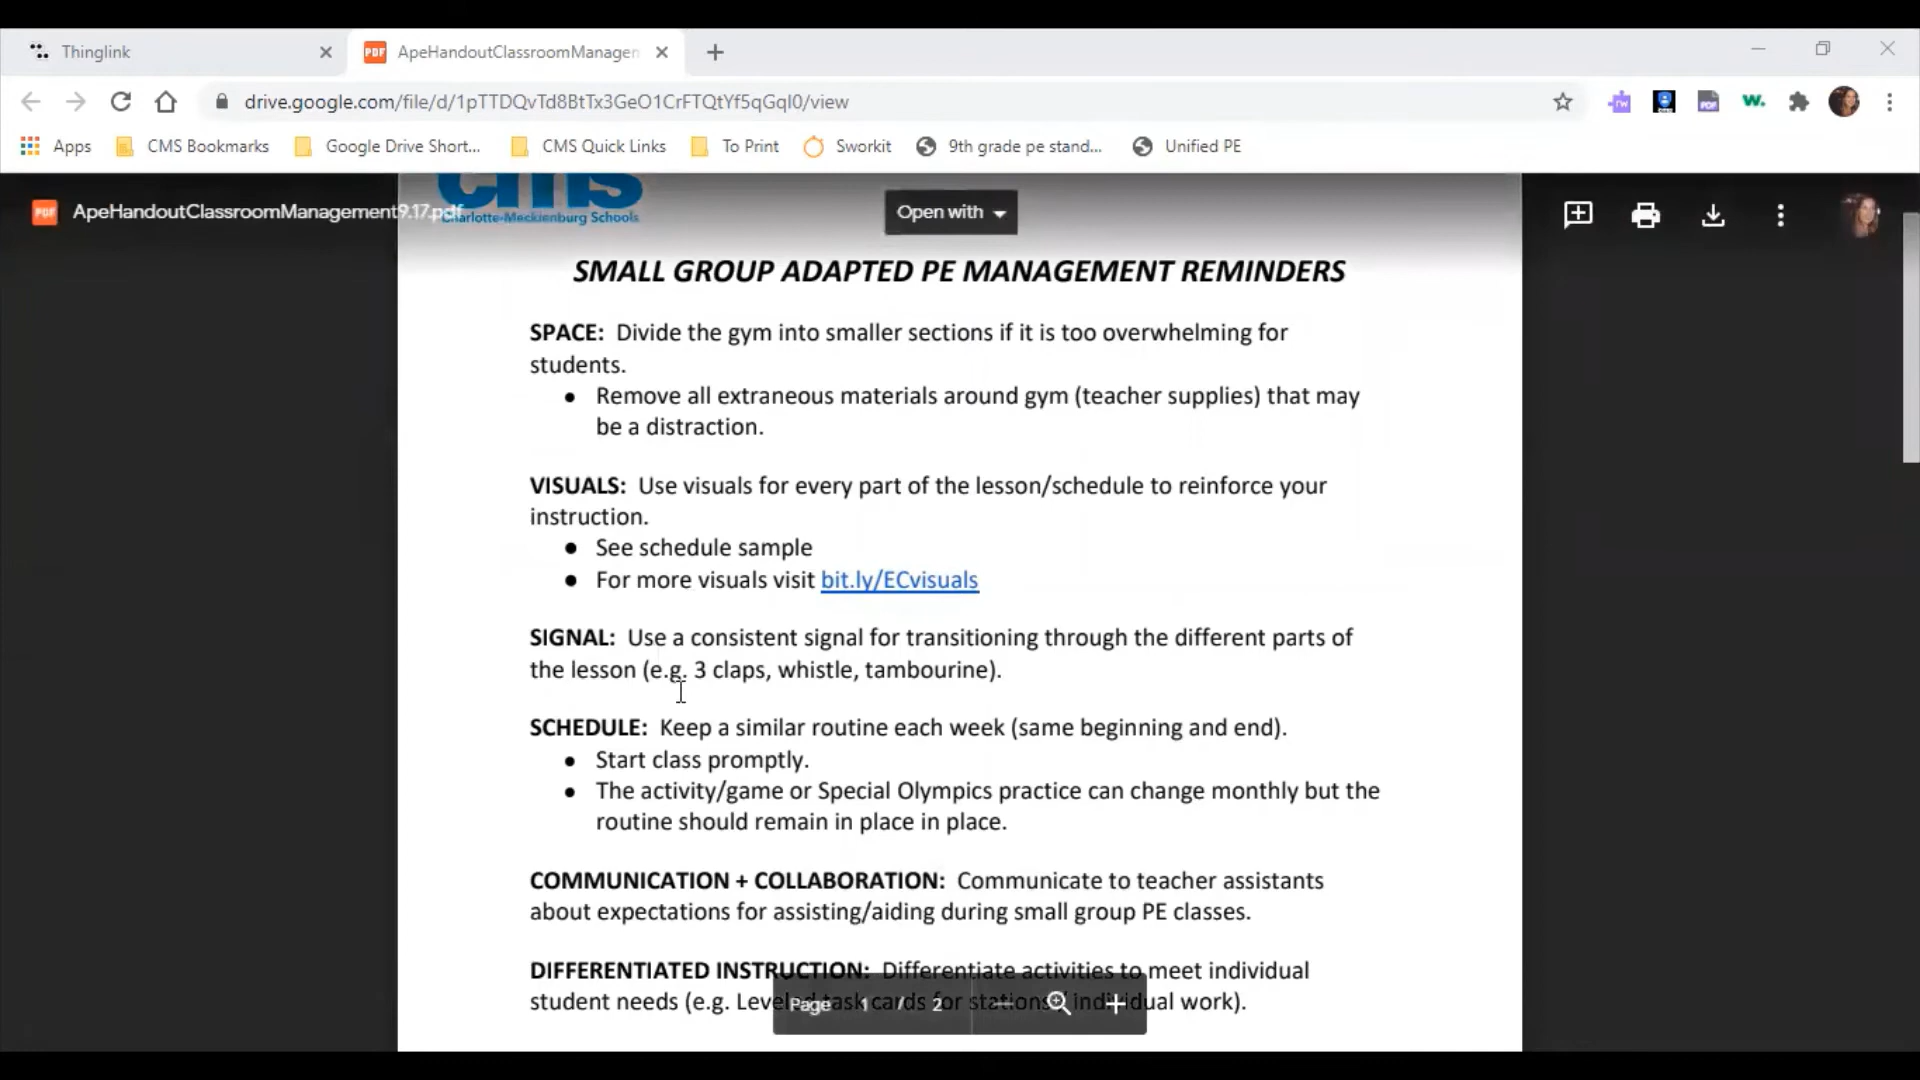 Thinglink
ApeHandoutClassroomManagen
drive.google.com/file/d/1pTTDQvTd8BtTx3GeO1CrFTQtYf5qGql0/view
Apps CMS Bookmarks Google Drive Short... CMS Quick Links To Print Sworkit 9th grade pe stand... Unified PE
cms
Charlotte-Mecklenburg Schools
PDF ApeHandoutClassroomManagement9.17.pdf
Open with
SMALL GROUP ADAPTED PE MANAGEMENT REMINDERS
SPACE: Divide the gym into smaller sections if it is too overwhelming for
students.
● Remove all extraneous materials around gym (teacher supplies) that may
be a distraction.
VISUALS: Use visuals for every part of the lesson/schedule to reinforce your
instruction.
● See schedule sample
● For more visuals visit bit.ly/ECvisuals
SIGNAL: Use a consistent signal for transitioning through the different parts of
the lesson (e.g. 3 claps, whistle, tambourine).
SCHEDULE: Keep a similar routine each week (same beginning and end).
● Start class promptly.
● The activity/game or Special Olympics practice can change monthly but the
routine should remain in place in place.
COMMUNICATION + COLLABORATION: Communicate to teacher assistants
about expectations for assisting/aiding during small group PE classes.
DIFFERENTIATED INSTRUCTION: Differentiate activities to meet individual
student needs (e.g. Leveled task cards for stations / individual work).
Page 1 / 2